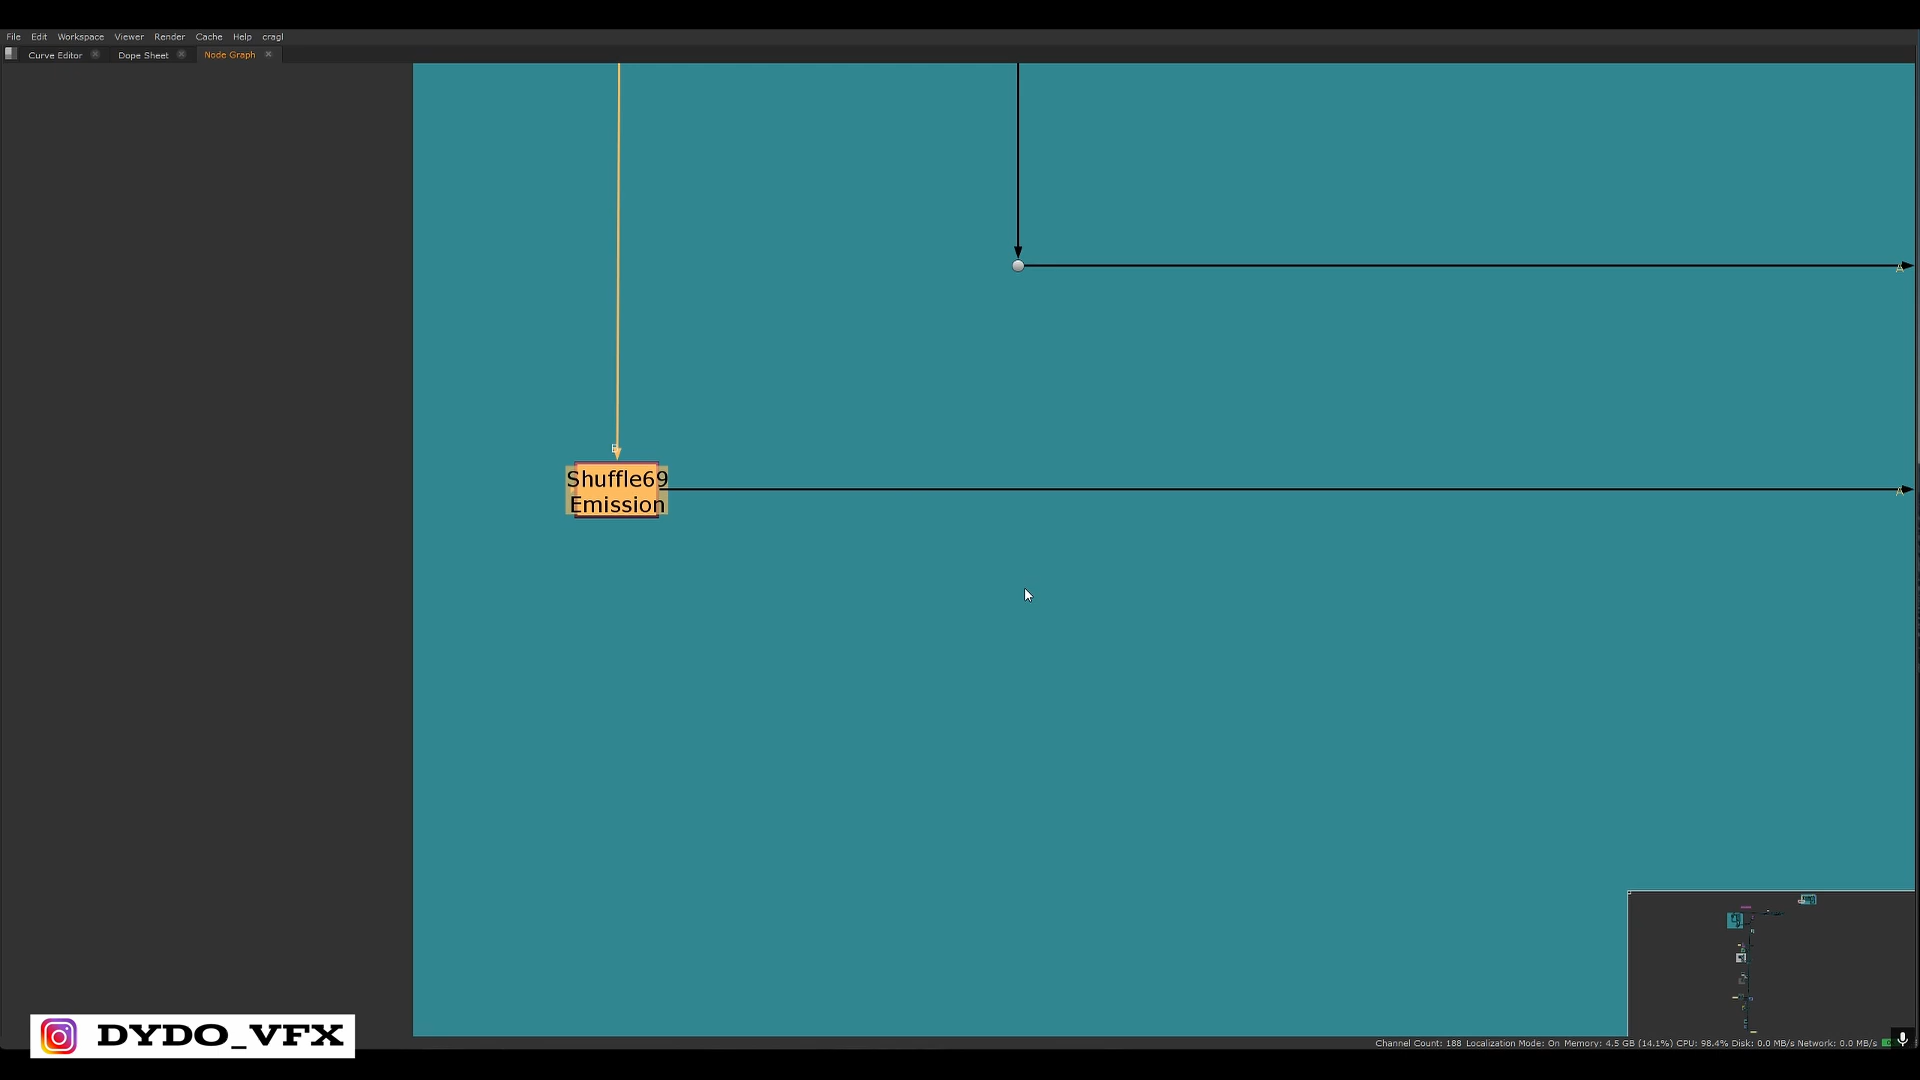 File Edit Workspace Viewer Render Cache Help cragl
Curve Editor Dope Sheet Node Graph
A
B
Shuffle69
Emission
A
DYDO_VFX
Channel Count: 188 Localization Mode: On Memory: 4.5 GB (14.1%) CPU: 98.4% Disk: 0.0 MB/s Network: 0.0 MB/s